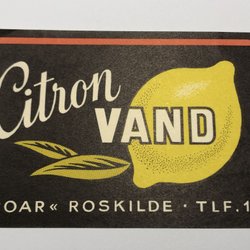 Citron
VAND
OAR« ROSKILDE · TLF. 1